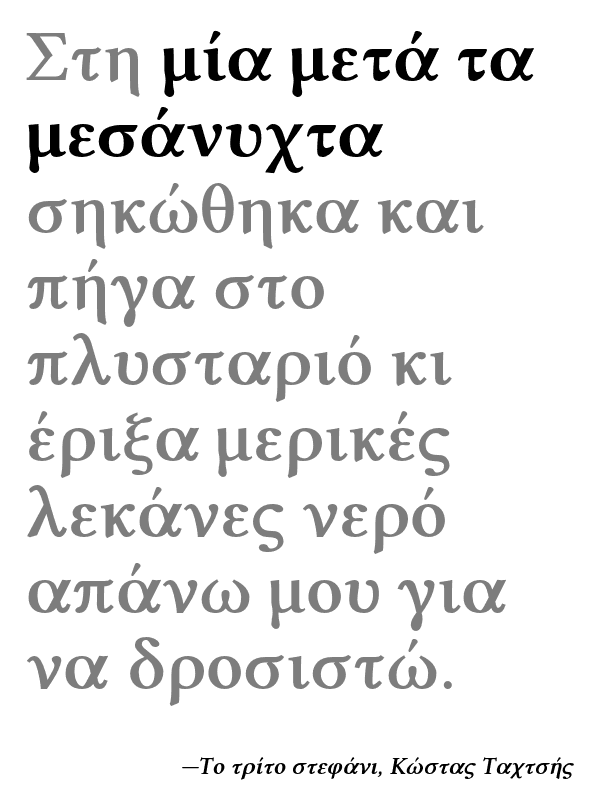 Στη μία μετά τα
μεσάνυχτα
σηκώθηκα και
πήγα στο
πλυσταριό κι
έριξα μερικές
λεκάνες νερό
απάνω μου για
να δροσιστώ.
—Το τρίτο στεφάνι, Κώστας Ταχτσής